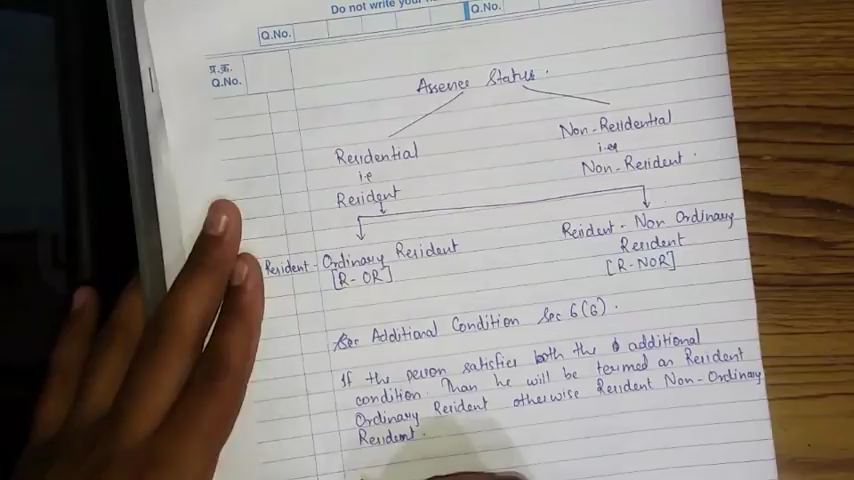 Do not write your
Q.No. Q.No.
प्र.क्र.
Q.No.
Assesee Status.
Residential
i.e
Resident
Non-Residential
i.e
Non-Resident.
Resident-Ordinary Resident
[R-OR]
Reident-Non Ordinary
Resident
[R-NOR]
Additional Condition Sec 6(6).
If the person satisfies both the additional
condition. Than he will be termed as Resident
Ordinary Resident otherwise Resident Non-Ordinary
Resident.